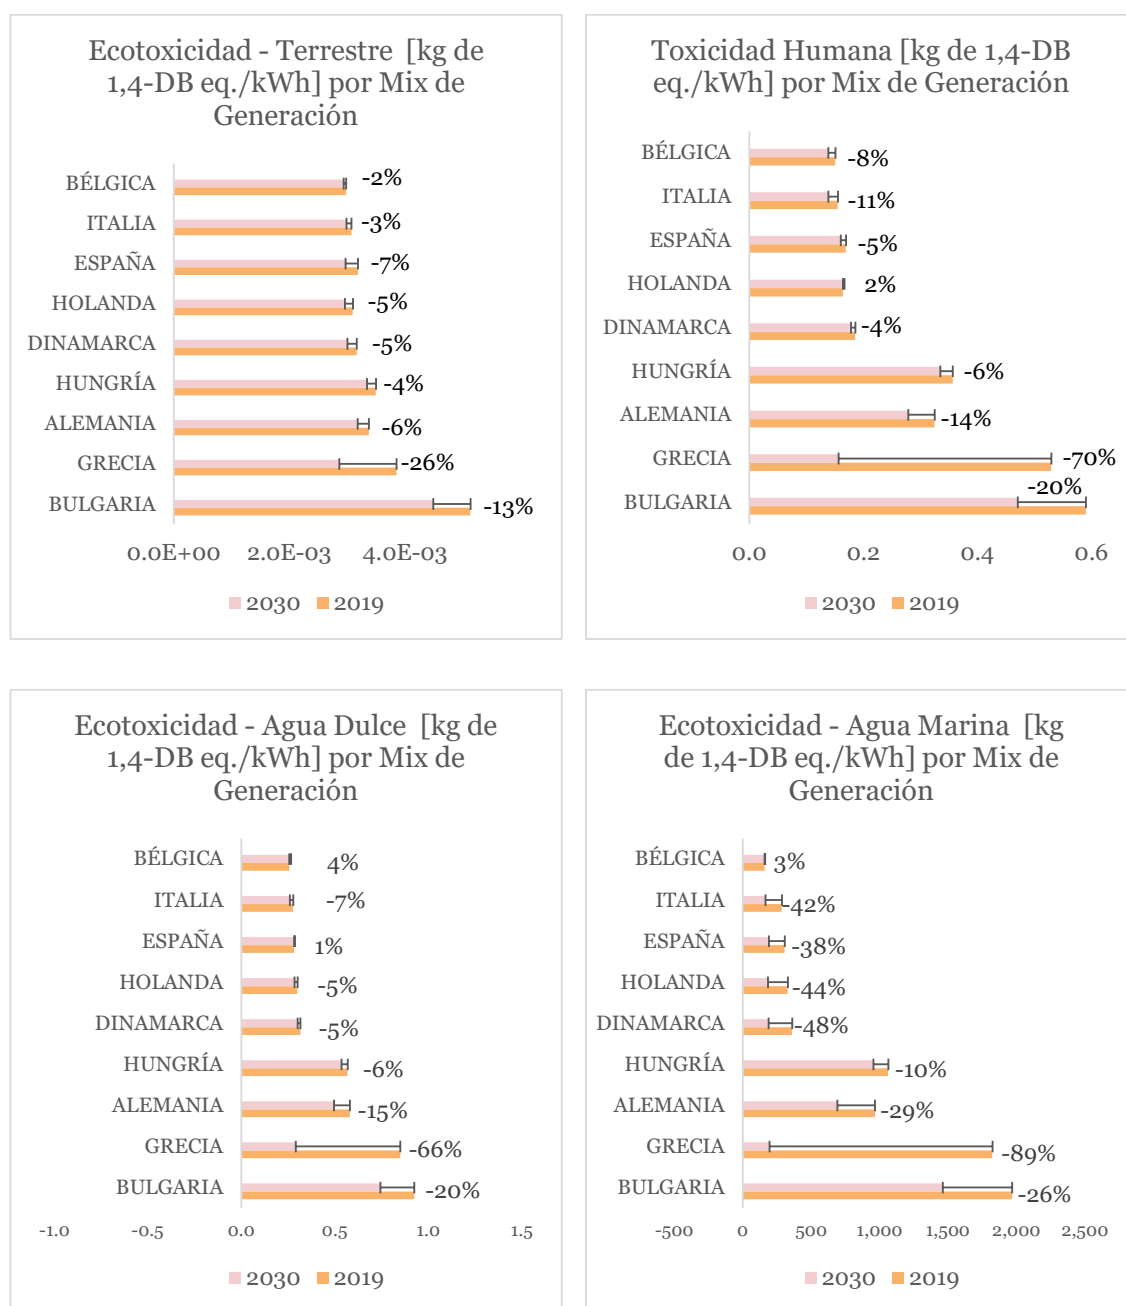 Ecotoxicidad - Terrestre [kg de
1,4-DB eq./kWh] por Mix de
Generación
BÉLGICA -2%
ITALIA -3%
ESPAÑA -7%
HOLANDA -5%
DINAMARCA -5%
HUNGRÍA -4%
ALEMANIA -6%
GRECIA -26%
BULGARIA -13%
0.0E+00 2.0E-03 4.0E-03
2030 2019
Toxicidad Humana [kg de 1,4-DB
eq./kWh] por Mix de Generación
BÉLGICA -8%
ITALIA -11%
ESPAÑA -5%
HOLANDA 2%
DINAMARCA -4%
HUNGRÍA -6%
ALEMANIA -14%
GRECIA -70%
BULGARIA -20%
0.0 0.2 0.4 0.6
2030 2019
Ecotoxicidad - Agua Dulce [kg de
1,4-DB eq./kWh] por Mix de
Generación
BÉLGICA 4%
ITALIA -7%
ESPAÑA 1%
HOLANDA -5%
DINAMARCA -5%
HUNGRÍA -6%
ALEMANIA -15%
GRECIA -66%
BULGARIA -20%
-1.0 -0.5 0.0 0.5 1.0 1.5
2030 2019
Ecotoxicidad - Agua Marina [kg
de 1,4-DB eq./kWh] por Mix de
Generación
BÉLGICA 3%
ITALIA -42%
ESPAÑA -38%
HOLANDA -44%
DINAMARCA -48%
HUNGRÍA -10%
ALEMANIA -29%
GRECIA -89%
BULGARIA -26%
-500 0 500 1,000 1,500 2,000 2,500
2030 2019